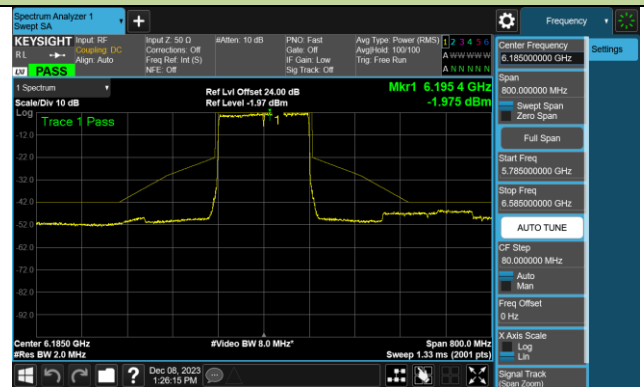 Spectrum Analyzer 1
Swept SA
Frequency
KEYSIGHT
RL
PASS
Input: RF
Coupling: DC
Align: Auto
Input Z: 50 Ω
Corrections: Off
Freq Ref: Int (S)
NFE: Off
#Atten: 10 dB
PNO: Fast
Gate: Off
IF Gain: Low
Sig Track: Off
Avg Type: Power (RMS)
Avg|Hold: 100/100
Trig: Free Run
1 2 3 4 5 6
A W W W W W
A N N N N N
1 Spectrum
Scale/Div 10 dB
Ref Lvl Offset 24.00 dB
Ref Level -1.97 dBm
Mkr1 6.195 4 GHz
-1.975 dBm
Log
Trace 1 Pass
1
-12.0
-22.0
-32.0
-42.0
-52.0
-62.0
-72.0
-82.0
-92.0
Center 6.1850 GHz
#Res BW 2.0 MHz
#Video BW 8.0 MHz*
Span 800.0 MHz
Sweep 1.33 ms (2001 pts)
Dec 08, 2023
1:26:15 PM
Center Frequency
6.185000000 GHz
Settings
Span
800.000000 MHz
Swept Span
Zero Span
Full Span
Start Freq
5.785000000 GHz
Stop Freq
6.585000000 GHz
AUTO TUNE
CF Step
80.000000 MHz
Auto
Man
Freq Offset
0 Hz
X Axis Scale
Log
Lin
Signal Track
(Span Zoom)